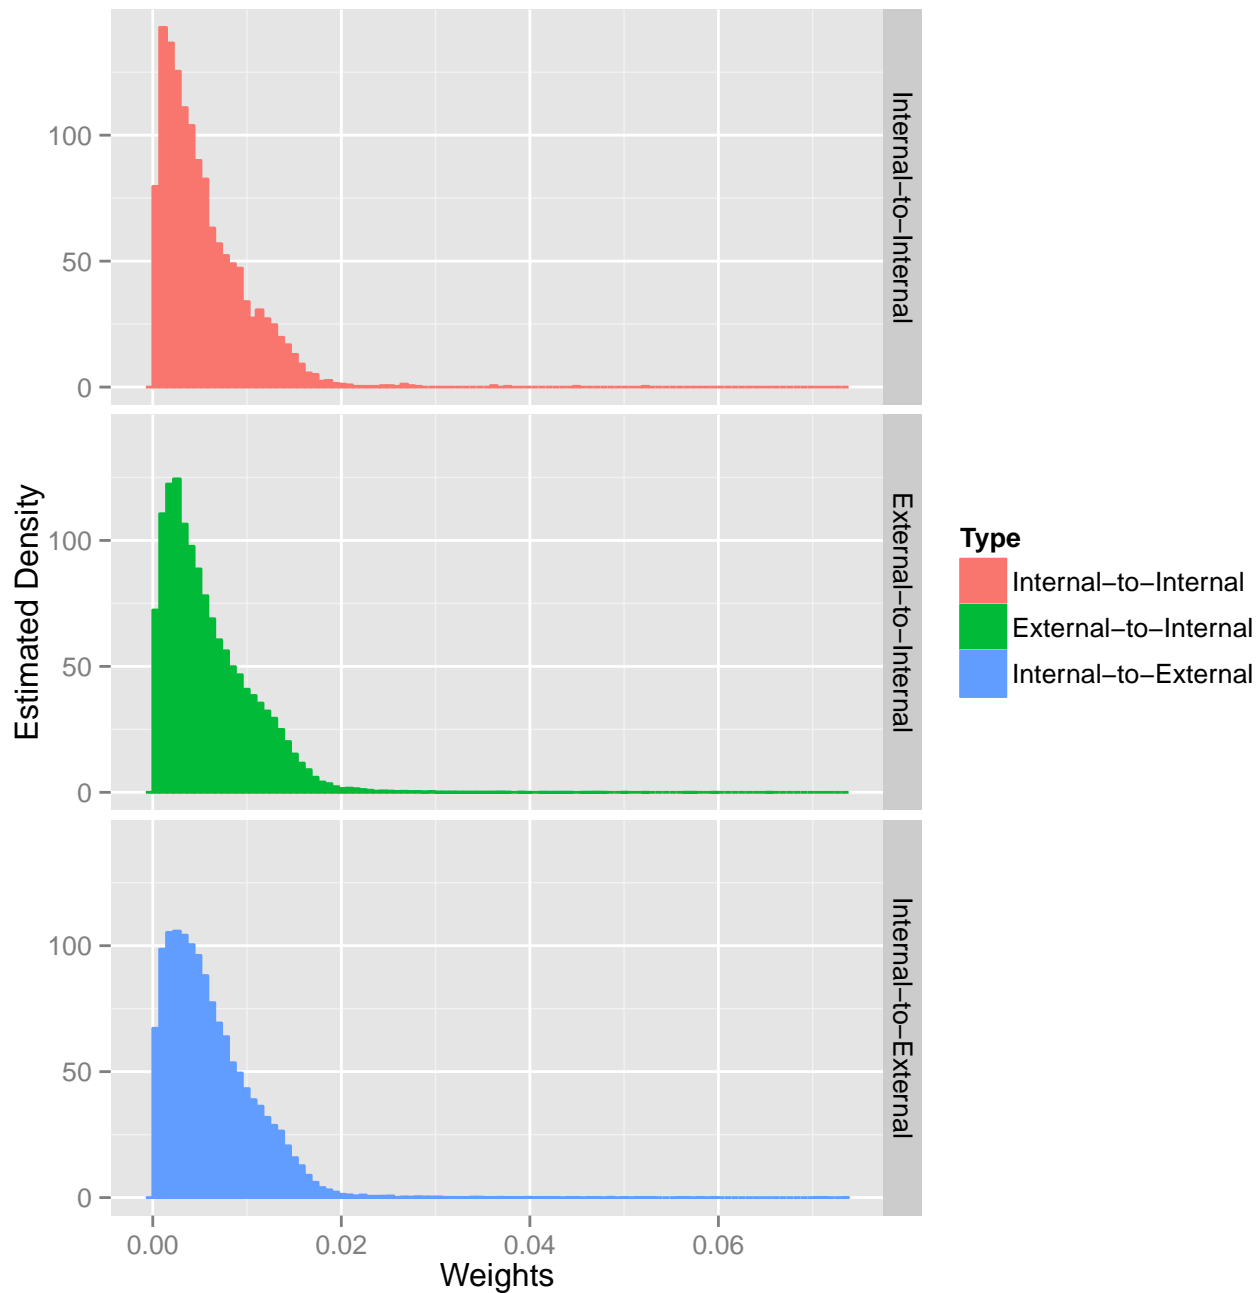 Estimated Density
100
50
0
Internal−to−Internal
100
50
0
External−to−Internal
100
50
0
Internal−to−External
0.00
0.02
0.04
0.06
Weights
Type
Internal−to−Internal
External−to−Internal
Internal−to−External